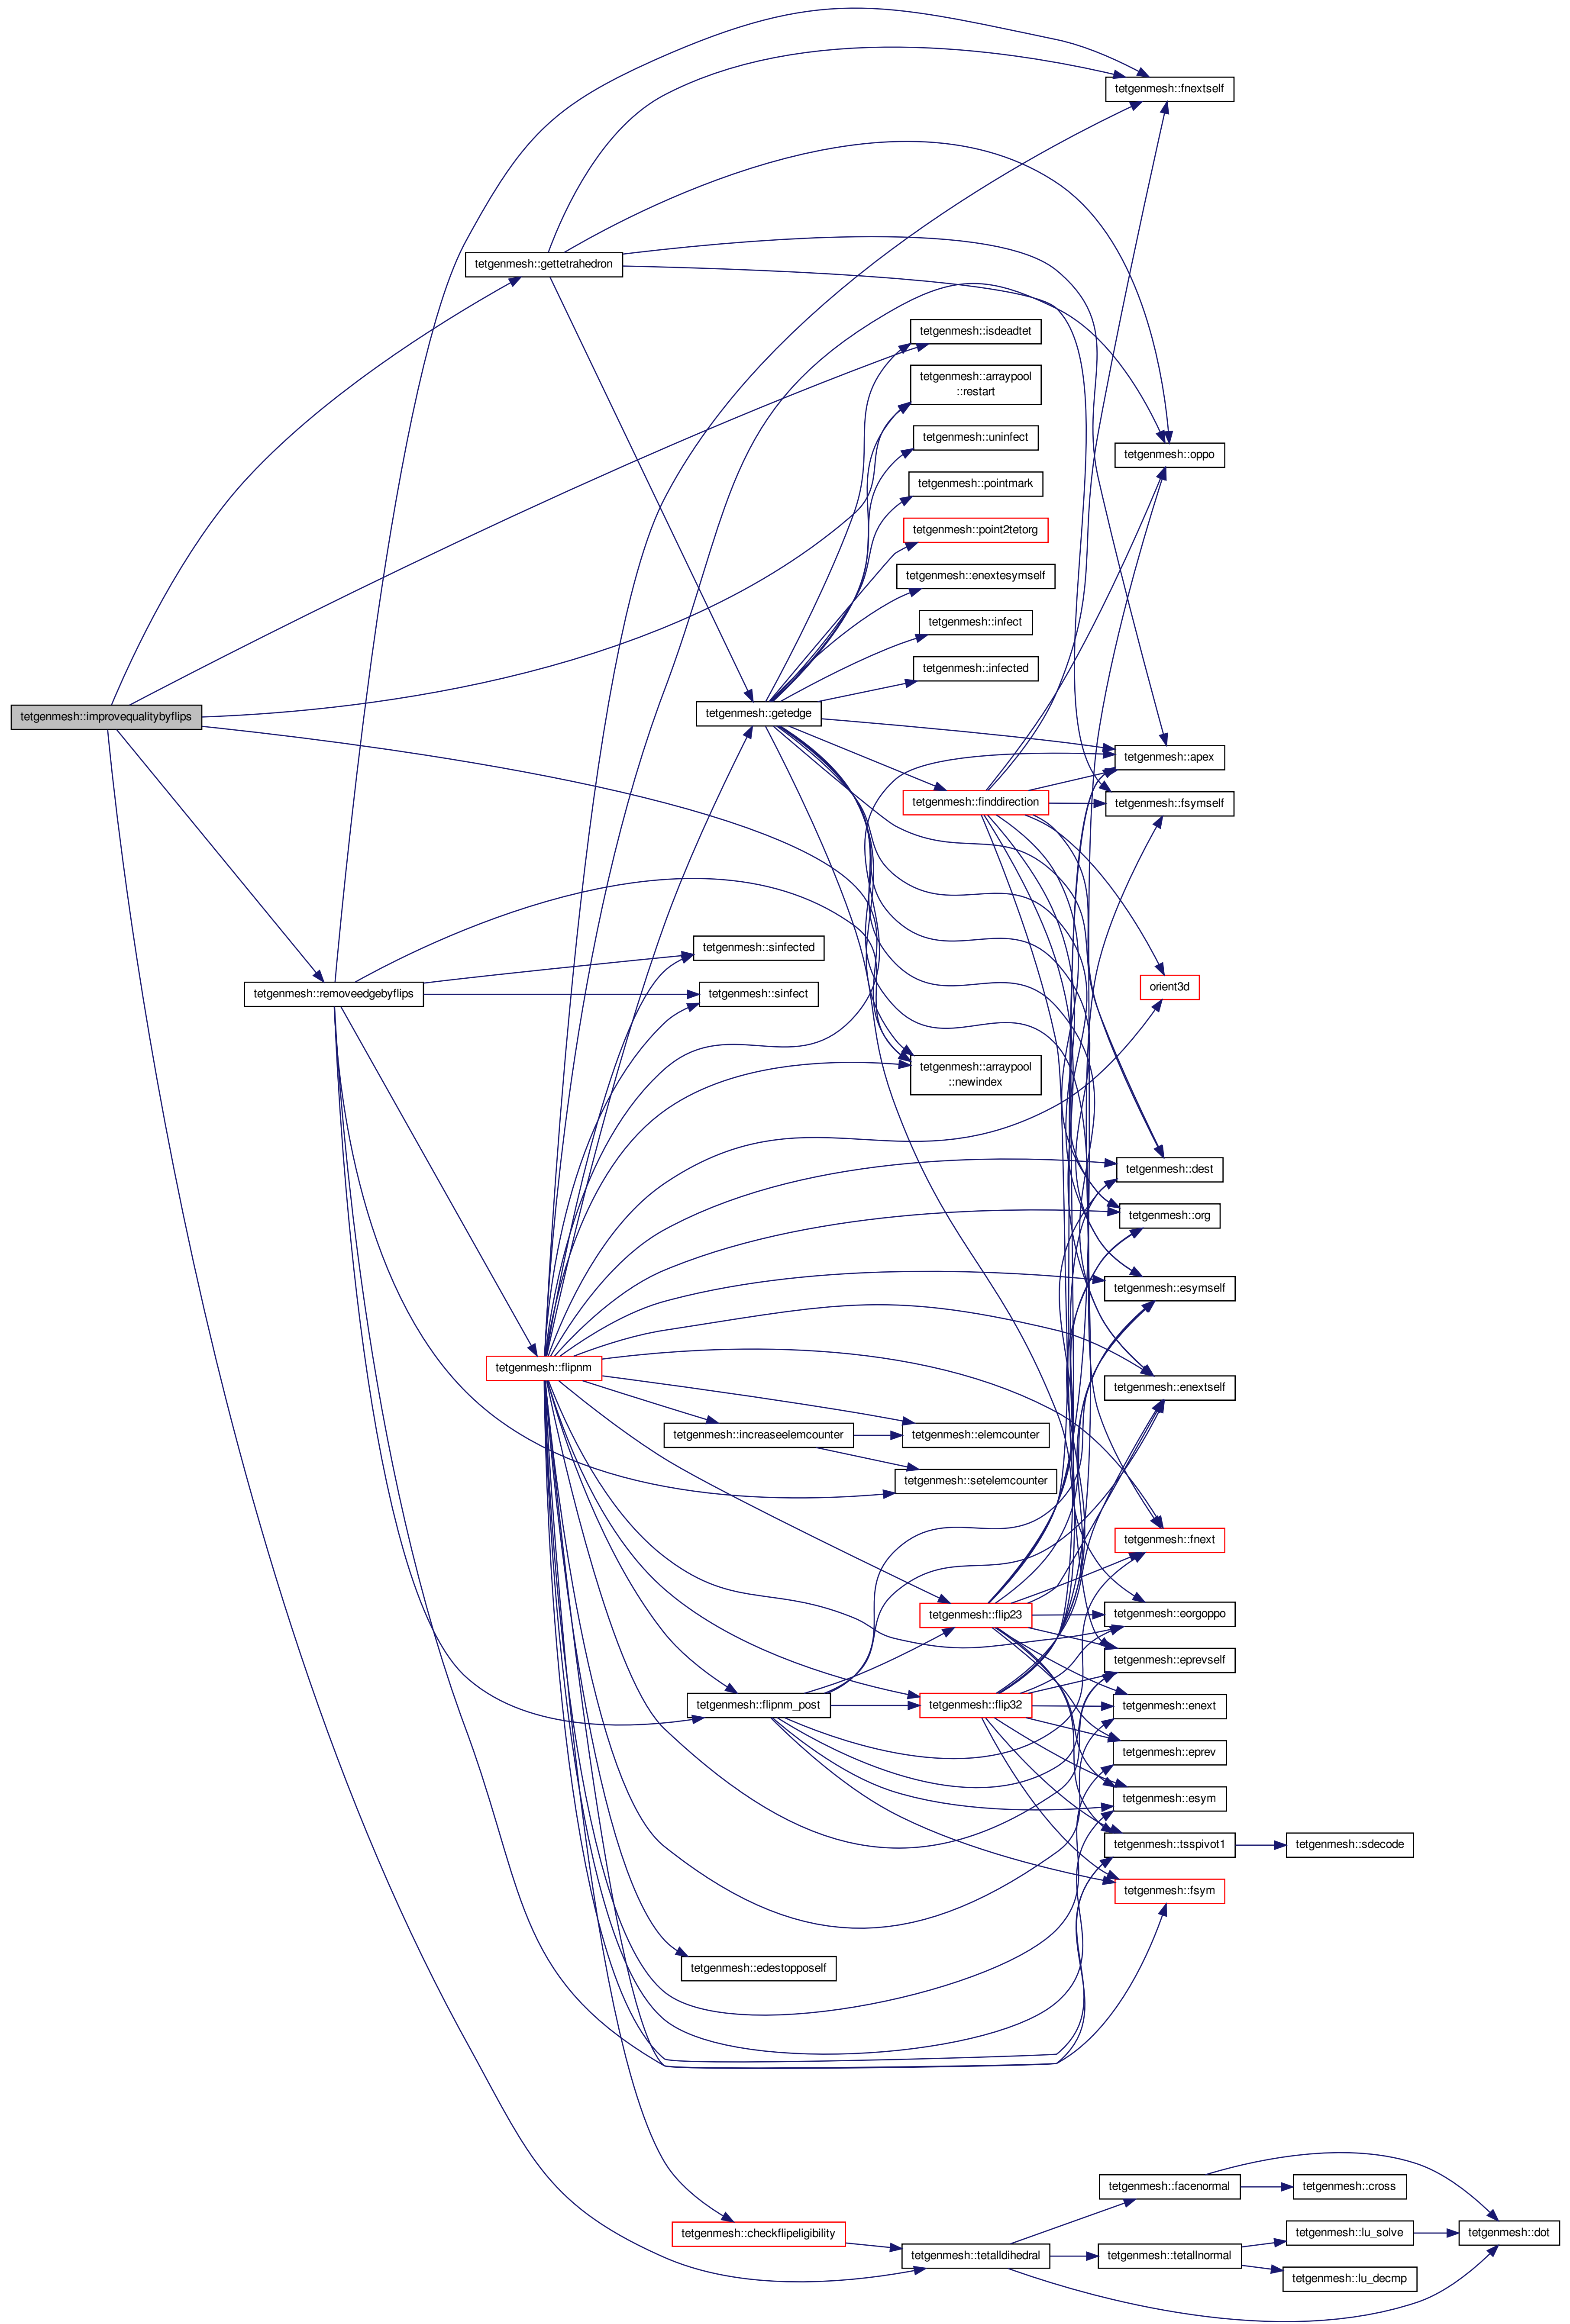 tetgenmesh::fnextself
tetgenmesh::gettetrahedron
tetgenmesh::isdeadtet
tetgenmesh::arraypool
::restart
tetgenmesh::uninfect
tetgenmesh::oppo
tetgenmesh::pointmark
tetgenmesh::point2tetorg
tetgenmesh::enextesymself
tetgenmesh::infect
tetgenmesh::infected
tetgenmesh::improvequalitybyflips
tetgenmesh::getedge
tetgenmesh::apex
tetgenmesh::finddirection
tetgenmesh::fsymself
tetgenmesh::sinfected
tetgenmesh::removeedgebyflips
tetgenmesh::sinfect
orient3d
tetgenmesh::arraypool
::newindex
tetgenmesh::dest
tetgenmesh::org
tetgenmesh::esymself
tetgenmesh::flipnm
tetgenmesh::enextself
tetgenmesh::increaseelemcounter
tetgenmesh::elemcounter
tetgenmesh::setelemcounter
tetgenmesh::fnext
tetgenmesh::flip23
tetgenmesh::eorgoppo
tetgenmesh::eprevself
tetgenmesh::flipnm_post
tetgenmesh::flip32
tetgenmesh::enext
tetgenmesh::eprev
tetgenmesh::esym
tetgenmesh::tsspivot1
tetgenmesh::sdecode
tetgenmesh::fsym
tetgenmesh::edestoppoself
tetgenmesh::facenormal
tetgenmesh::cross
tetgenmesh::checkflipeligibility
tetgenmesh::lu_solve
tetgenmesh::dot
tetgenmesh::tetalldihedral
tetgenmesh::tetallnormal
tetgenmesh::lu_decmp